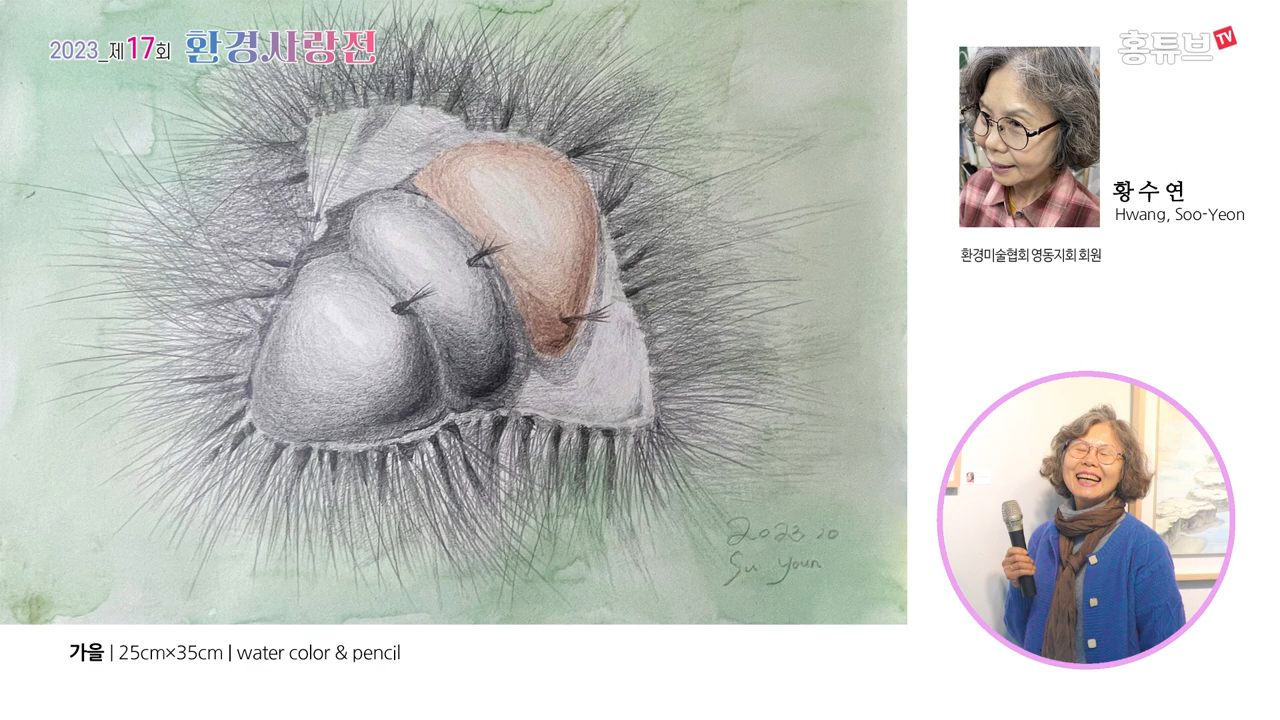 2023_제17회 환경사랑전
홍튜브 TV
황수연
Hwang, Soo-Yeon
환경미술협회 영동지회 회원
2023 10
Su Youn
가을 | 25cm×35cm | water color & pencil